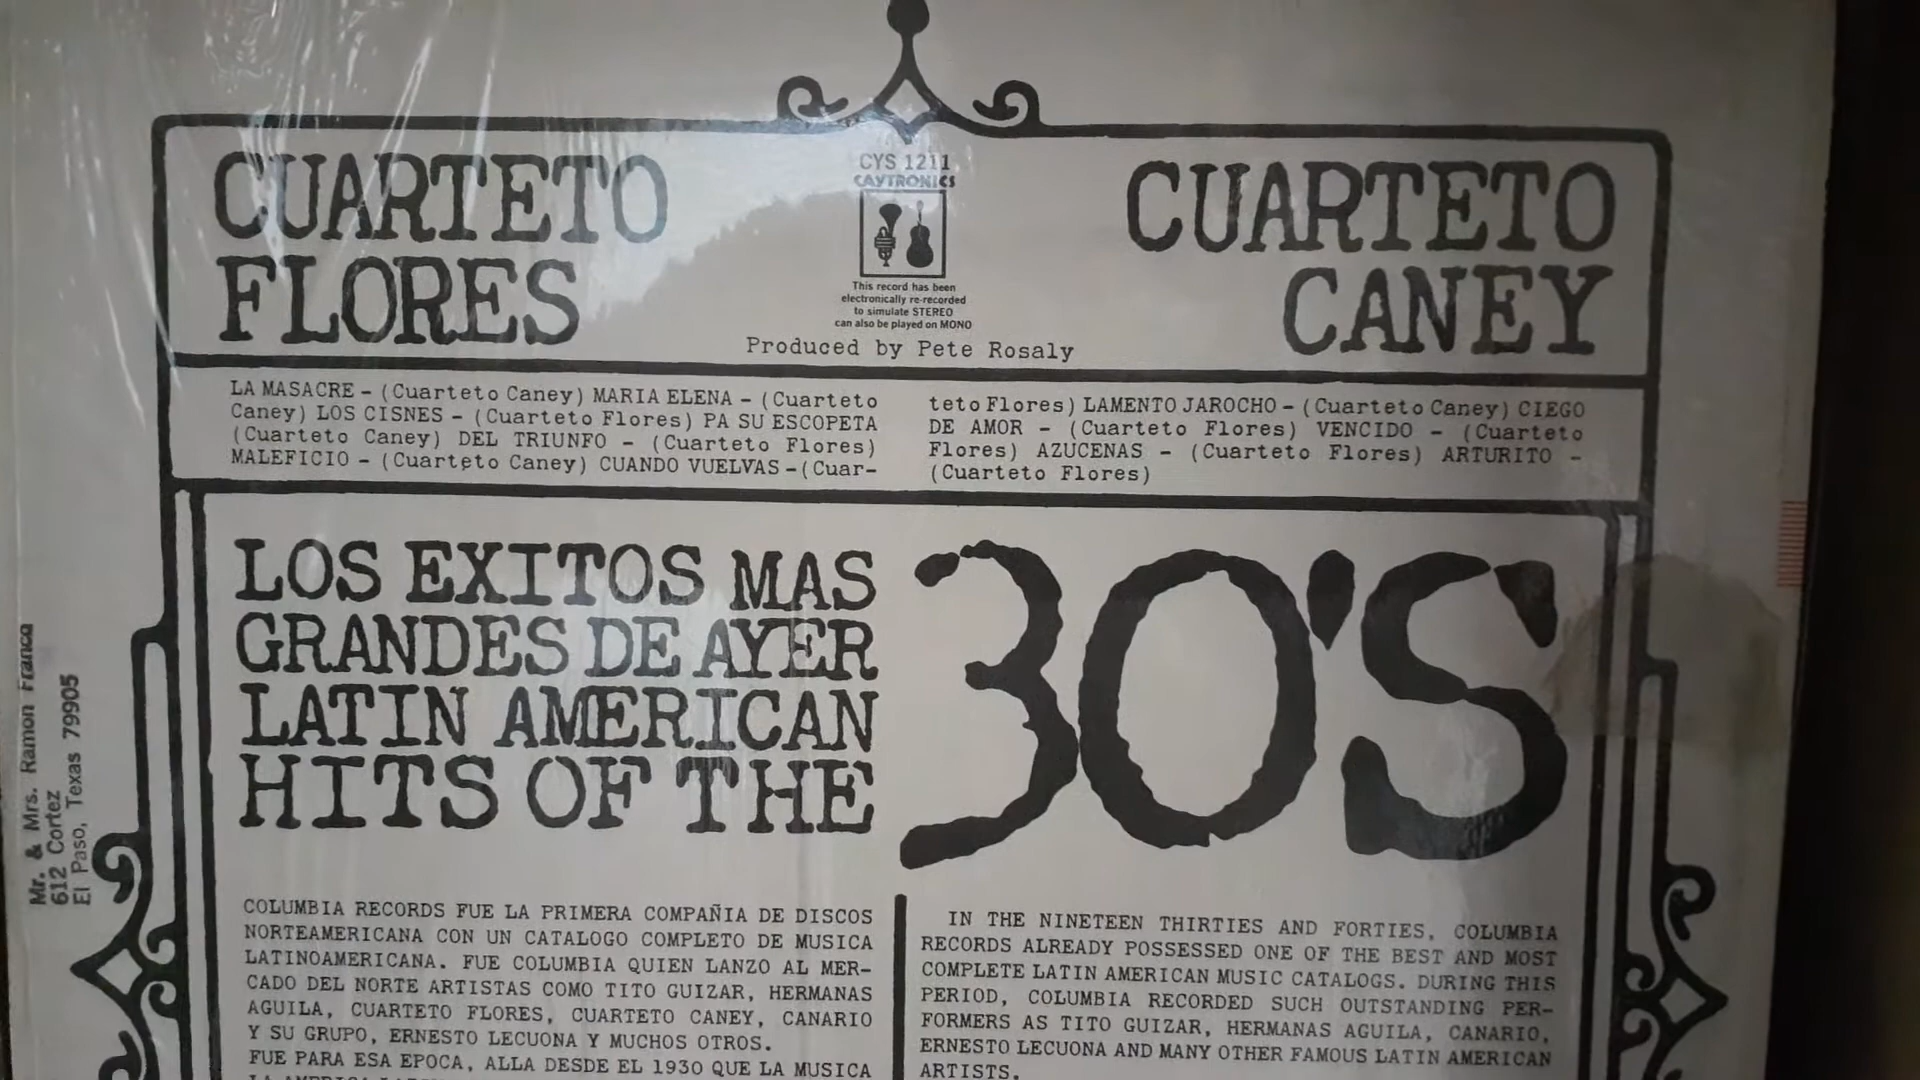 CUARTETO
FLORES
CYS 1211
CAYTRONICS
This record has been
electronically re-recorded
to simulate STEREO
can also be played on MONO
Produced by Pete Rosaly
CUARTETO
CANEY
LA MASACRE - (Cuarteto Caney) MARIA ELENA - (Cuarteto
Caney) LOS CISNES - (Cuarteto Flores) PA SU ESCOPETA
(Cuarteto Caney) DEL TRIUNFO - (Cuarteto Flores)
MALEFICIO - (Cuarteto Caney) CUANDO VUELVAS - (Cuar-
teto Flores) LAMENTO JAROCHO - (Cuarteto Caney) CIEGO
DE AMOR - (Cuarteto Flores) VENCIDO - (Cuarteto
Flores) AZUCENAS - (Cuarteto Flores) ARTURITO -
(Cuarteto Flores)
LOS EXITOS MAS
GRANDES DE AYER
LATIN AMERICAN
HITS OF THE
30'S
Mr. & Mrs. Ramon Franco
612 Cortez
El Paso, Texas 79905
COLUMBIA RECORDS FUE LA PRIMERA COMPAÑIA DE DISCOS
NORTEAMERICANA CON UN CATALOGO COMPLETO DE MUSICA
LATINOAMERICANA. FUE COLUMBIA QUIEN LANZO AL MER-
CADO DEL NORTE ARTISTAS COMO TITO GUIZAR, HERMANAS
AGUILA, CUARTETO FLORES, CUARTETO CANEY, CANARIO
Y SU GRUPO, ERNESTO LECUONA Y MUCHOS OTROS.
FUE PARA ESA EPOCA, ALLA DESDE EL 1930 QUE LA MUSICA
IN THE NINETEEN THIRTIES AND FORTIES, COLUMBIA
RECORDS ALREADY POSSESSED ONE OF THE BEST AND MOST
COMPLETE LATIN AMERICAN MUSIC CATALOGS. DURING THIS
PERIOD, COLUMBIA RECORDED SUCH OUTSTANDING PER-
FORMERS AS TITO GUIZAR, HERMANAS AGUILA, CANARIO,
ERNESTO LECUONA AND MANY OTHER FAMOUS LATIN AMERICAN
ARTISTS.